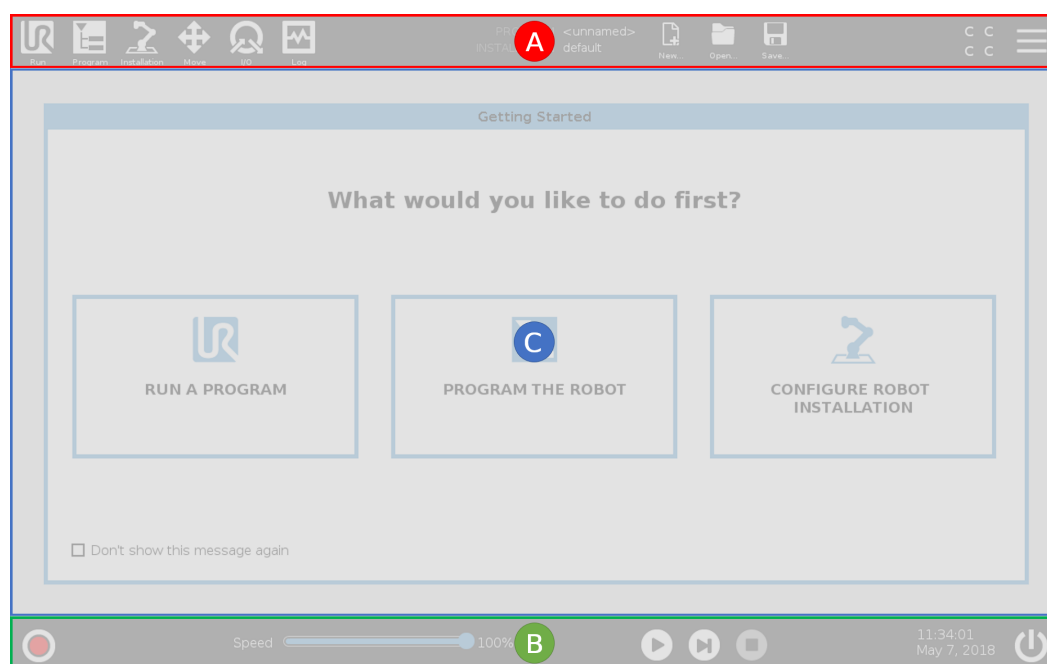 <unnamed>
A
default
C C
C C
Run
Program
Installation
Move
I/O
Log
New...
Open...
Save...
Getting Started
What would you like to do first?
C
RUN A PROGRAM
PROGRAM THE ROBOT
CONFIGURE ROBOT
INSTALLATION
Don't show this message again
Speed
100%
B
11:34:01
May 7, 2018